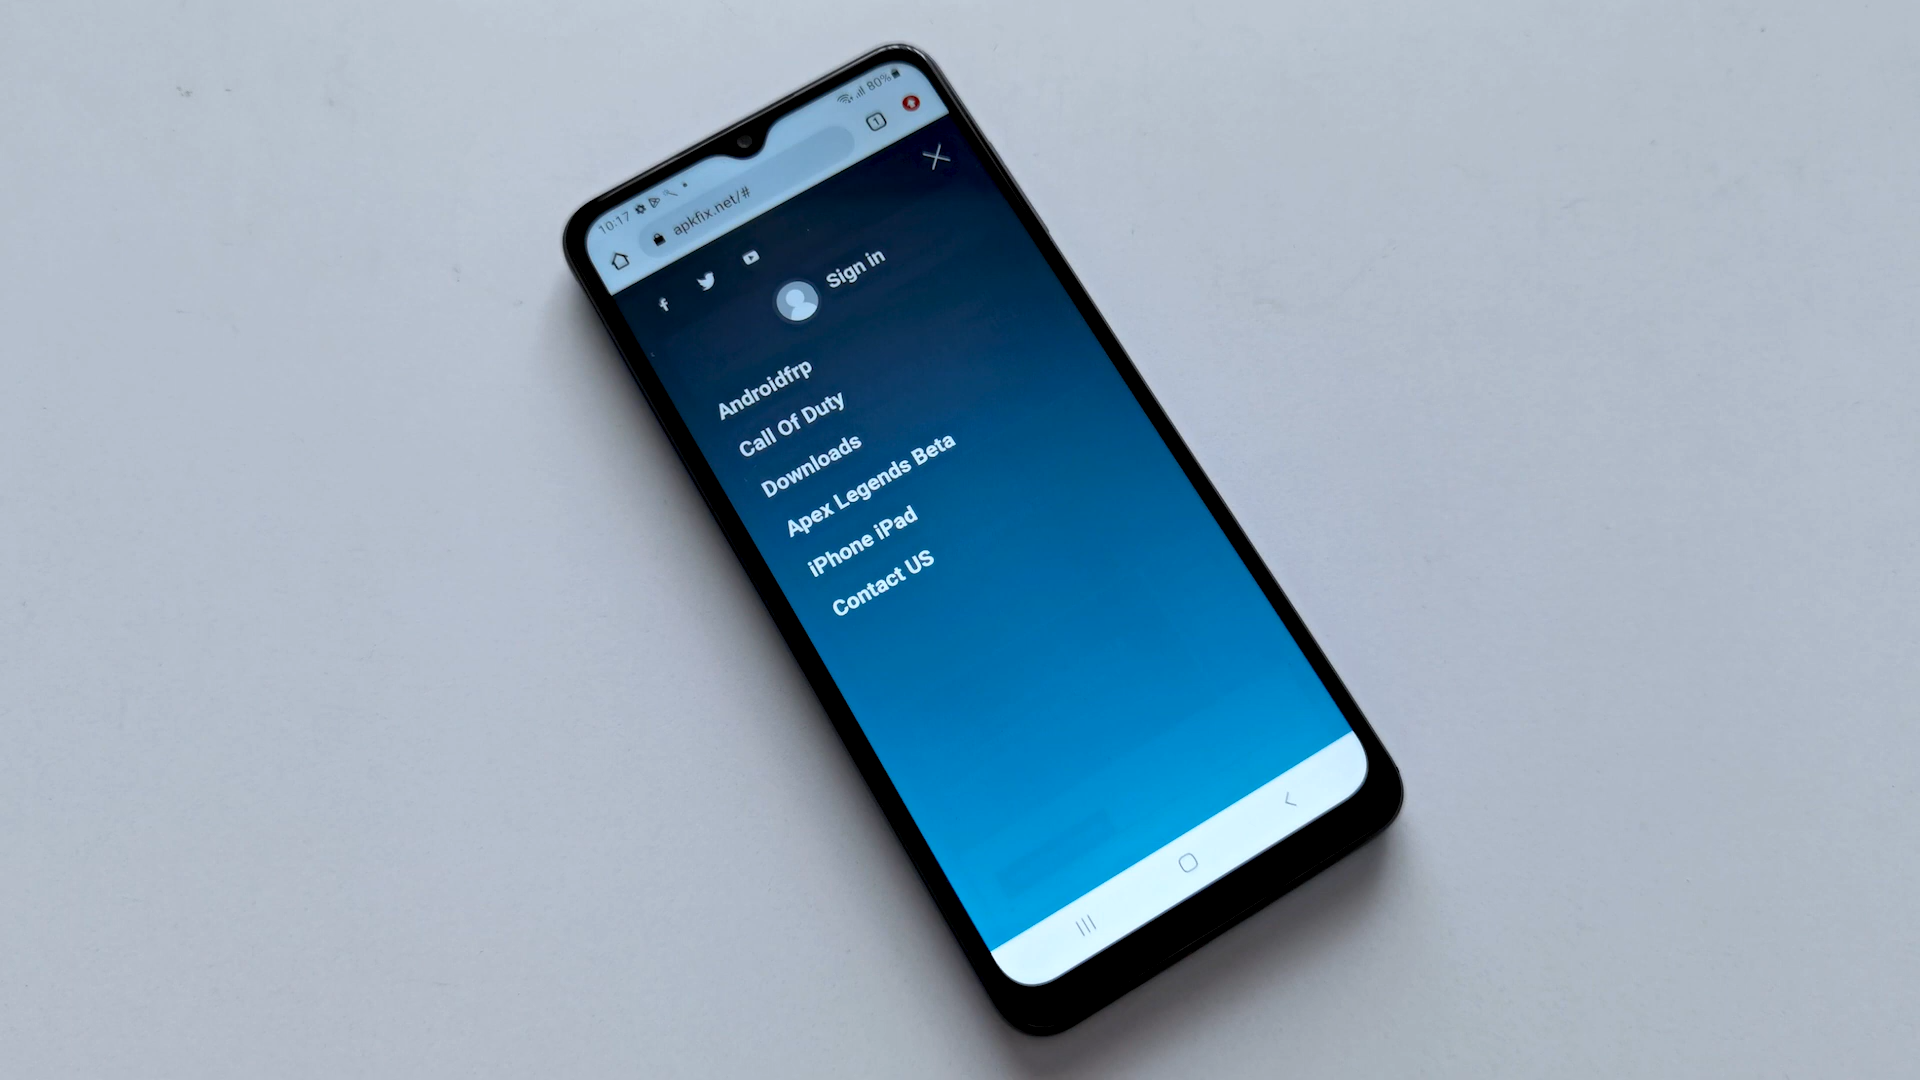 10:17 80%
apkfix.net/#
1
Sign in
Androidfrp
Call Of Duty
Downloads
Apex Legends Beta
iPhone iPad
Contact US